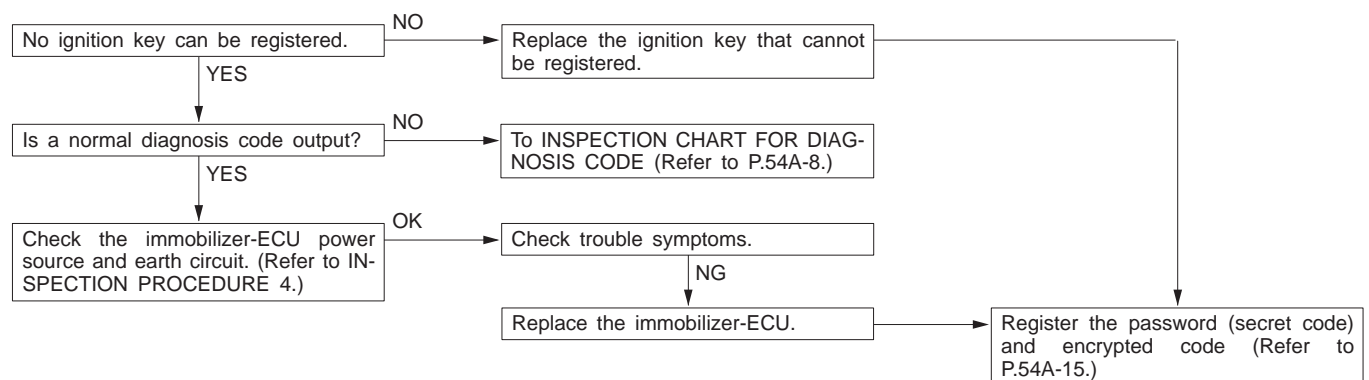 No ignition key can be registered.
NO
Replace the ignition key that cannot
be registered.
YES
Is a normal diagnosis code output?
NO
To INSPECTION CHART FOR DIAG-
NOSIS CODE (Refer to P.54A-8.)
YES
Check the immobilizer-ECU power
source and earth circuit. (Refer to IN-
SPECTION PROCEDURE 4.)
OK
Check trouble symptoms.
NG
Replace the immobilizer-ECU.
Register the password (secret code)
and encrypted code (Refer to
P.54A-15.)